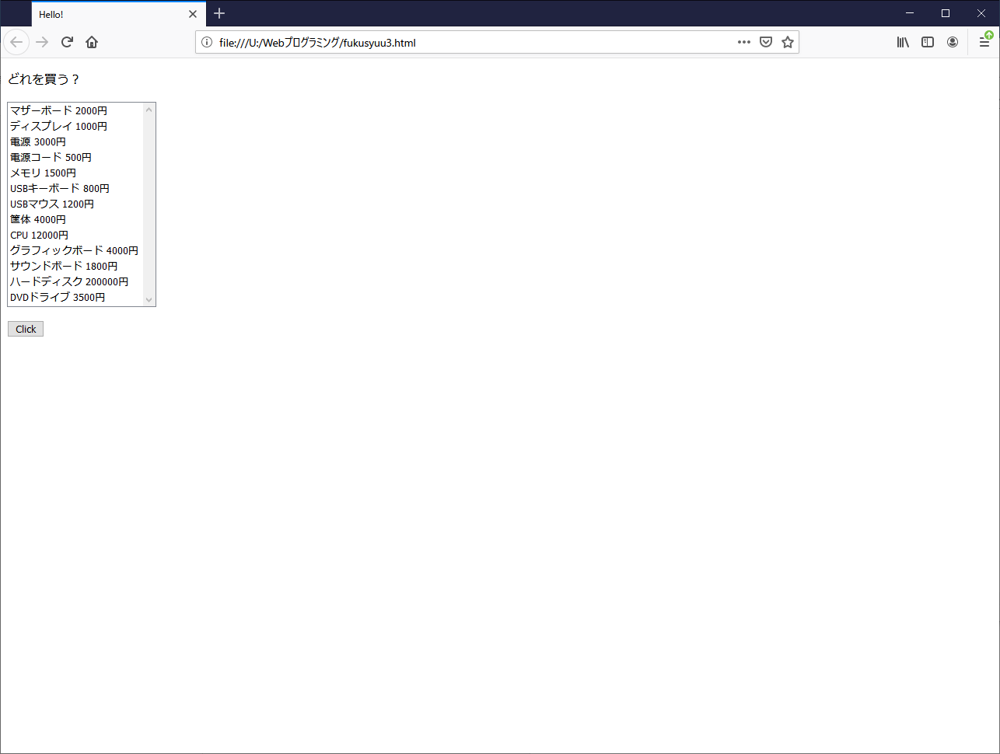 Hello!
file:///U:/Webプログラミング/fukusyuu3.html
どれを買う？
マザーボード 2000円
ディスプレイ 1000円
電源 3000円
電源コード 500円
メモリ 1500円
USBキーボード 800円
USBマウス 1200円
筐体 4000円
CPU 12000円
グラフィックボード 4000円
サウンドボード 1800円
ハードディスク 200000円
DVDドライブ 3500円
Click